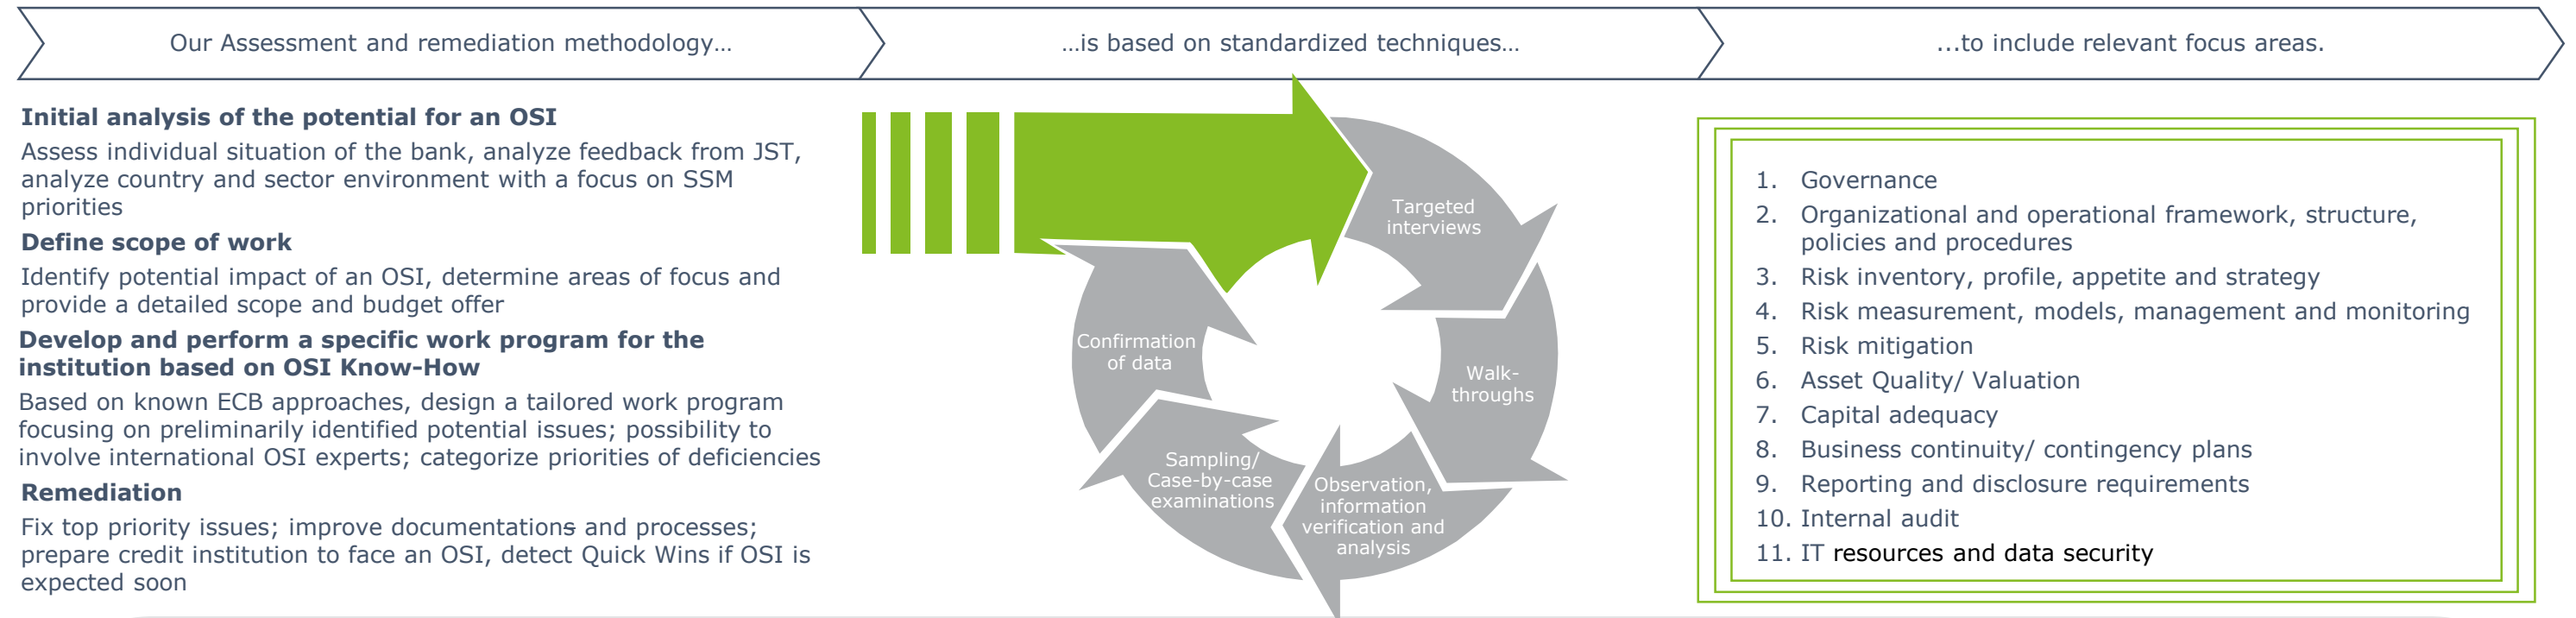 Our Assessment and remediation methodology…
…is based on standardized techniques…
…to include relevant focus areas.
Initial analysis of the potential for an OSI
Assess individual situation of the bank, analyze feedback from JST,
analyze country and sector environment with a focus on SSM
priorities
Define scope of work
Identify potential impact of an OSI, determine areas of focus and
provide a detailed scope and budget offer
Develop and perform a specific work program for the
institution based on OSI Know-How
Based on known ECB approaches, design a tailored work program
focusing on preliminarily identified potential issues; possibility to
involve international OSI experts; categorize priorities of deficiencies
Remediation
Fix top priority issues; improve documentations and processes;
prepare credit institution to face an OSI, detect Quick Wins if OSI is
expected soon
Targeted
interviews
Walk-
throughs
Observation,
information
verification and
analysis
Sampling/
Case-by-case
examinations
Confirmation
of data
1. Governance
2. Organizational and operational framework, structure,
policies and procedures
3. Risk inventory, profile, appetite and strategy
4. Risk measurement, models, management and monitoring
5. Risk mitigation
6. Asset Quality/ Valuation
7. Capital adequacy
8. Business continuity/ contingency plans
9. Reporting and disclosure requirements
10. Internal audit
11. IT resources and data security